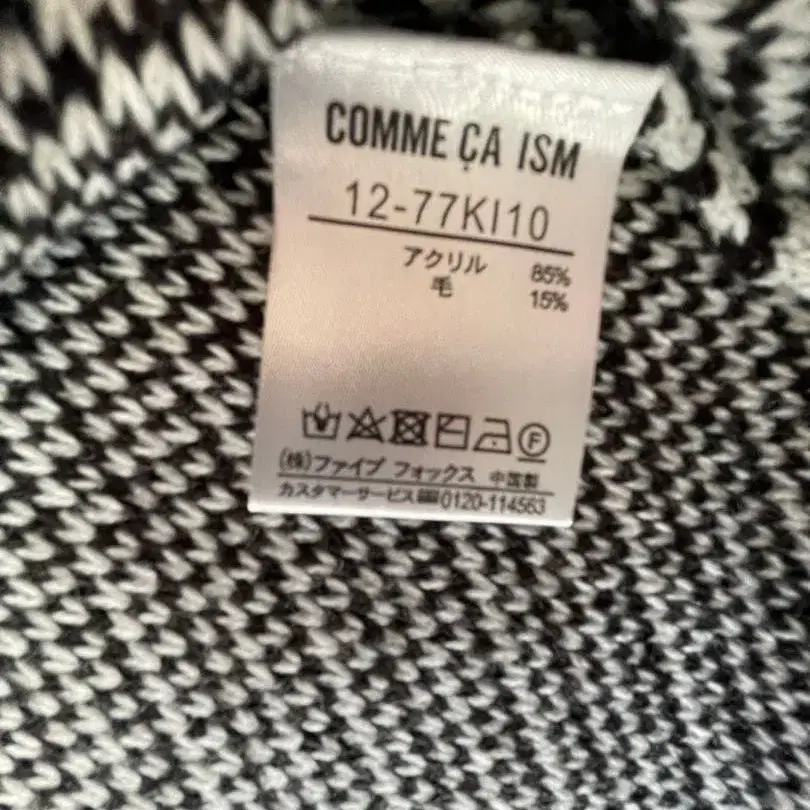 COMME ÇA ISM
12-77KI10
アクリル 85%
毛 15%
F
(株)ファイブ フォックス 中国製
カスタマーサービス 0120-114563